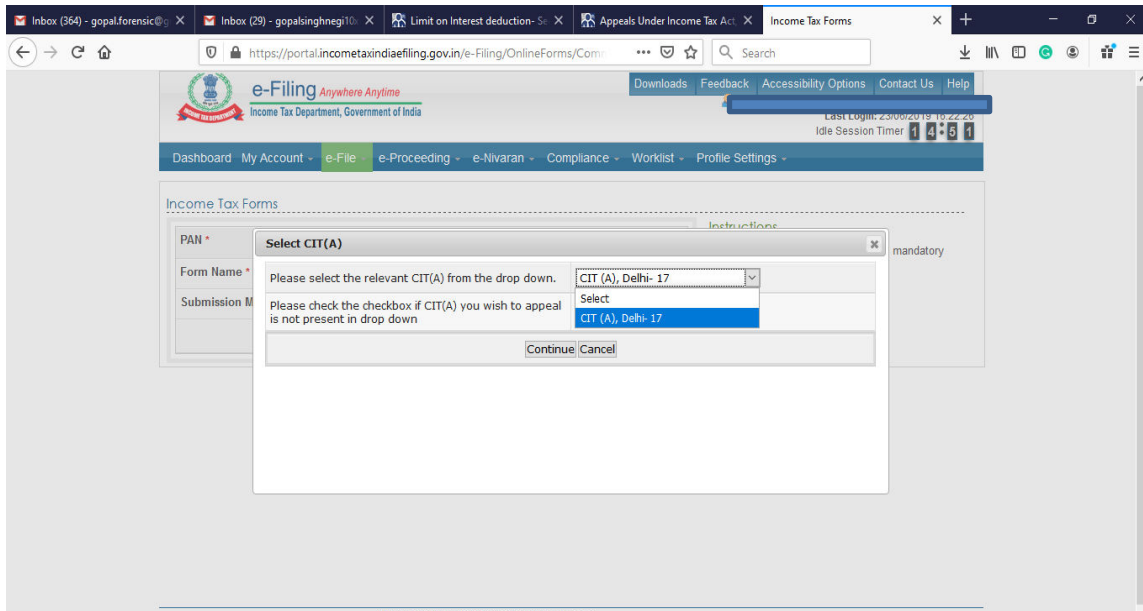 Inbox (364) - gopal.forensic@g
Inbox (29) - gopalsinghnegi10
Limit on Interest deduction- Se
Appeals Under Income Tax Act,
Income Tax Forms
https://portal.incometaxindiaefiling.gov.in/e-Filing/OnlineForms/Com
Search
e-Filing Anywhere Anytime
Income Tax Department, Government of India
Downloads Feedback Accessibility Options Contact Us Help
Last Login: 23/06/2019 16:22:26
Idle Session Timer 1 4 : 5 1
Dashboard My Account e-File e-Proceeding e-Nivaran Compliance Worklist Profile Settings
Income Tax Forms
Instructions
PAN *
Select CIT(A)
mandatory
Form Name *
Please select the relevant CIT(A) from the drop down.
CIT (A), Delhi- 17
Submission M
Select
Please check the checkbox if CIT(A) you wish to appeal
is not present in drop down
CIT (A), Delhi- 17
Continue Cancel